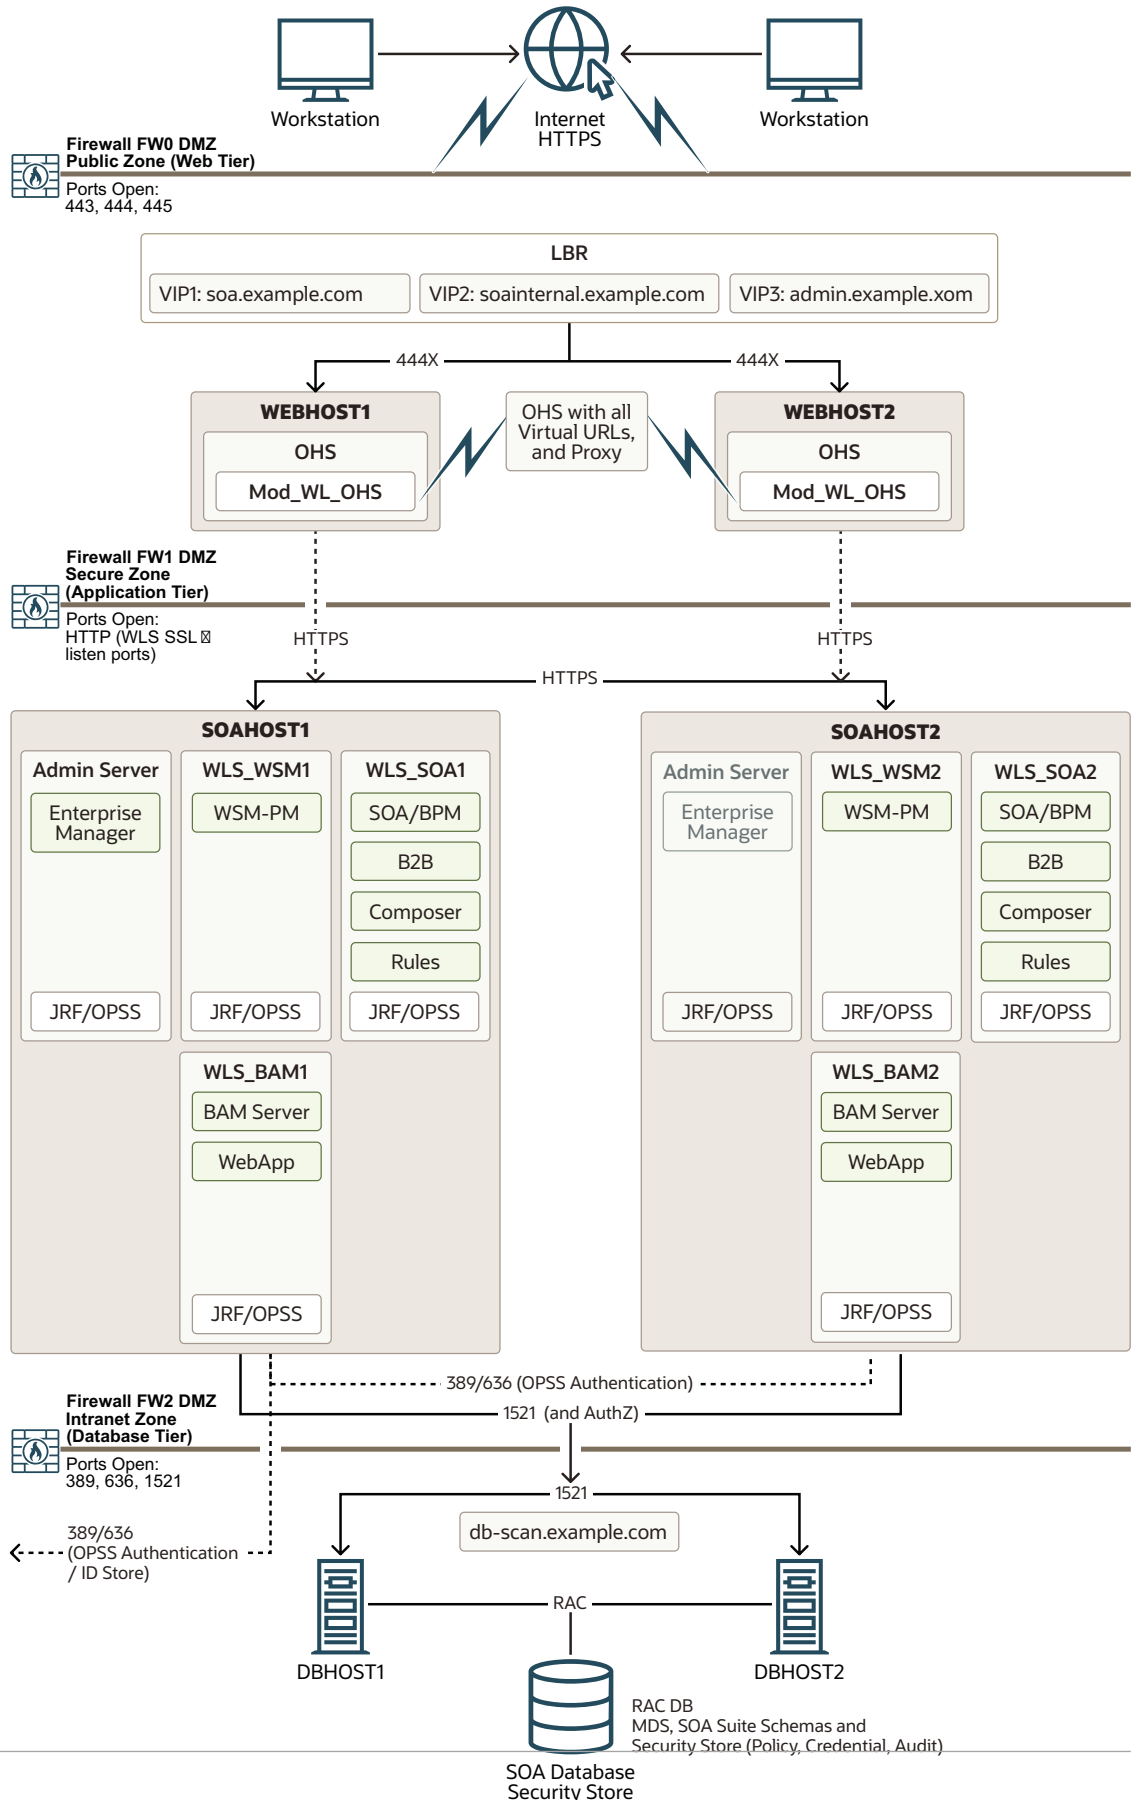 Workstation
Internet
HTTPS
Workstation
Firewall FW0 DMZ
Public Zone (Web Tier)
Ports Open:
443, 444, 445
LBR
VIP1: soa.example.com
VIP2: soainternal.example.com
VIP3: admin.example.xom
444X
444X
WEBHOST1
OHS
Mod_WL_OHS
OHS with all
Virtual URLs,
and Proxy
WEBHOST2
OHS
Mod_WL_OHS
Firewall FW1 DMZ
Secure Zone
(Application Tier)
Ports Open:
HTTP (WLS SSL
listen ports)
HTTPS
HTTPS
HTTPS
SOAHOST1
Admin Server
Enterprise
Manager
JRF/OPSS
WLS_WSM1
WSM-PM
JRF/OPSS
WLS_SOA1
SOA/BPM
B2B
Composer
Rules
JRF/OPSS
WLS_BAM1
BAM Server
WebApp
JRF/OPSS
SOAHOST2
Admin Server
Enterprise
Manager
JRF/OPSS
WLS_WSM2
WSM-PM
JRF/OPSS
WLS_SOA2
SOA/BPM
B2B
Composer
Rules
JRF/OPSS
WLS_BAM2
BAM Server
WebApp
JRF/OPSS
389/636 (OPSS Authentication)
1521 (and AuthZ)
Firewall FW2 DMZ
Intranet Zone
(Database Tier)
Ports Open:
389, 636, 1521
1521
db-scan.example.com
389/636
(OPSS Authentication
/ ID Store)
RAC
DBHOST1
DBHOST2
RAC DB
MDS, SOA Suite Schemas and
Security Store (Policy, Credential, Audit)
SOA Database
Security Store